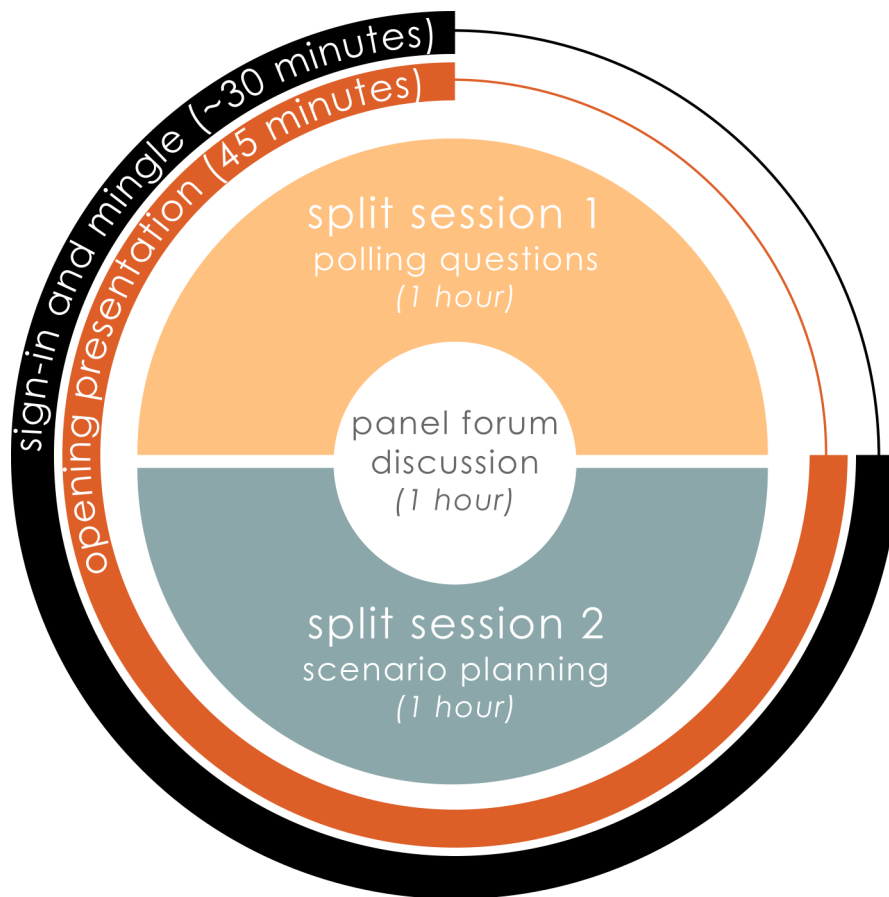 sign-in and mingle (~30 minutes)
opening presentation (45 minutes)
split session 1
polling questions
(1 hour)
panel forum
discussion
(1 hour)
split session 2
scenario planning
(1 hour)